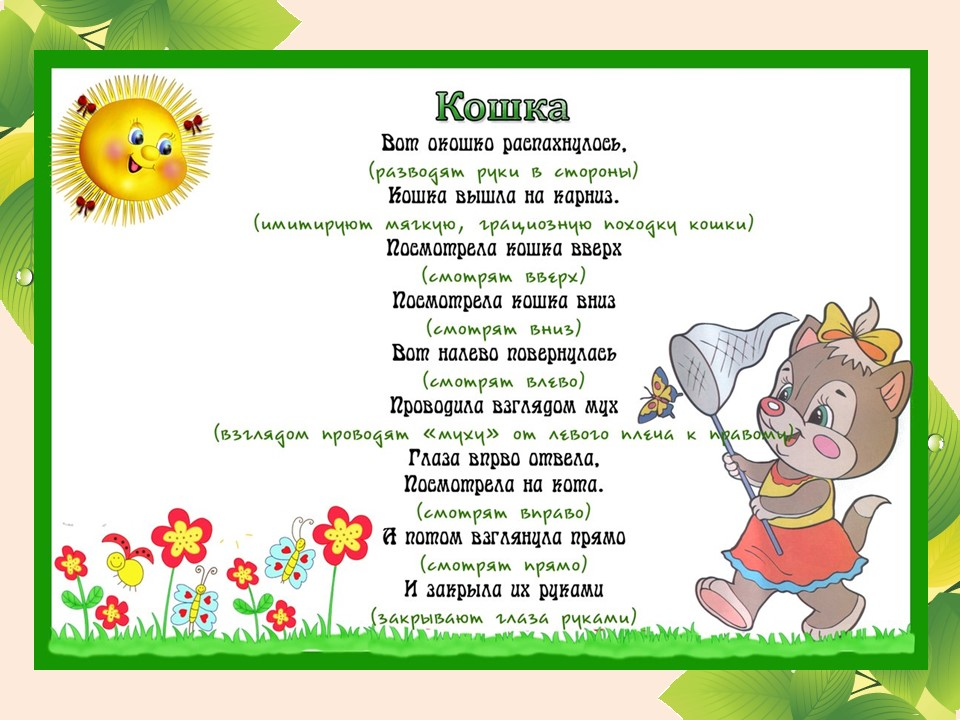 Кошка
Вот окошко распахнулось,
(разводят руки в стороны)
Кошка вышла на карниз.
(имитируют мягкую, грациозную походку кошки)
Посмотрела кошка вверх
(смотрят вверх)
Посмотрела кошка вниз
(смотрят вниз)
Вот налево повернулась
(смотрят влево)
Проводила взглядом мух
(взглядом проводят «муху» от левого плеча к правому)
Глаза впрво отвела,
Посмотрела на кота.
(смотрят вправо)
А потом взглянула прямо
(смотрят прямо)
И закрыла их руками
(закрывают глаза руками)